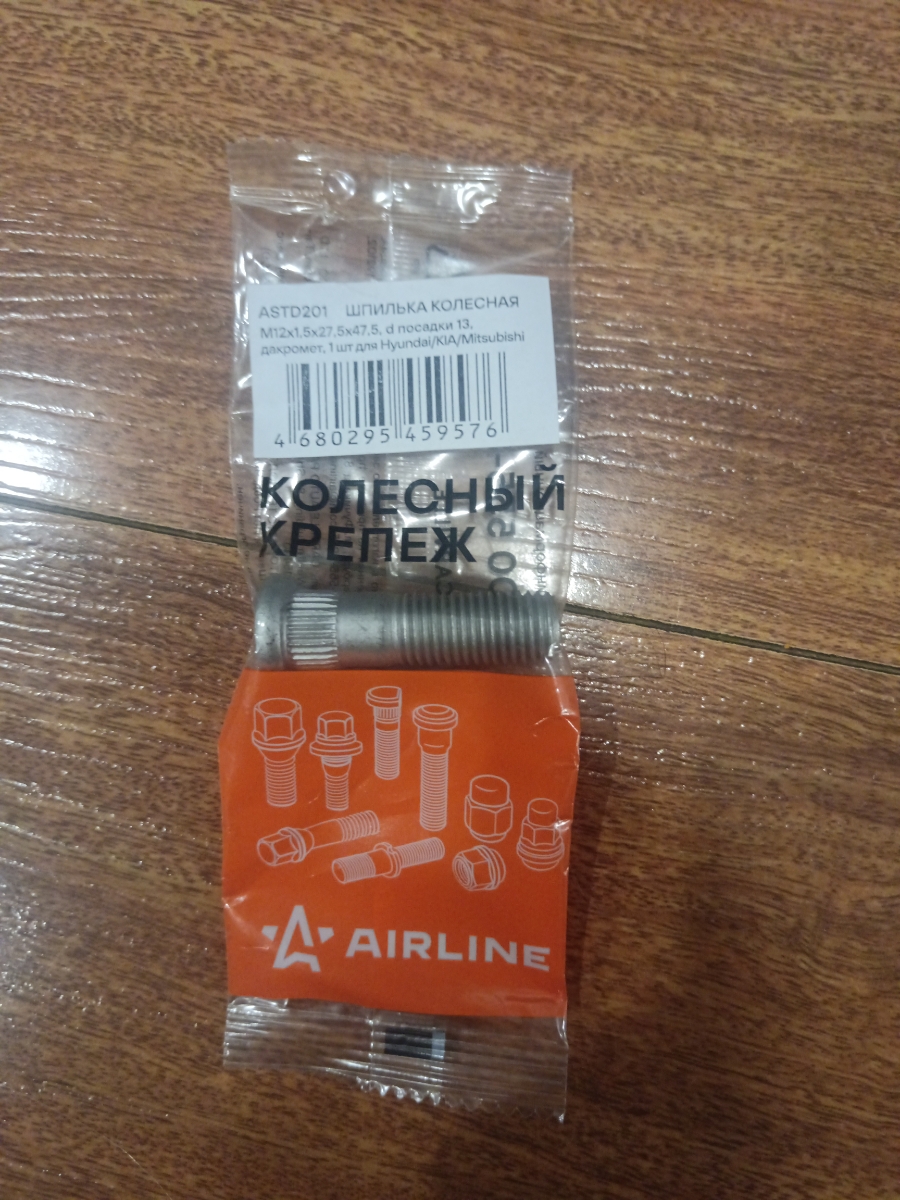 ASTD201 ШПИЛЬКА КОЛЕСНАЯ
M12x1,5x27,5x47,5, d посадки 13,
дакромет, 1 шт для Hyundai/KIA/Mitsubishi
4 680295 459576
КОЛЕСНЫЙ
КРЕПЕЖ
AIRLINE